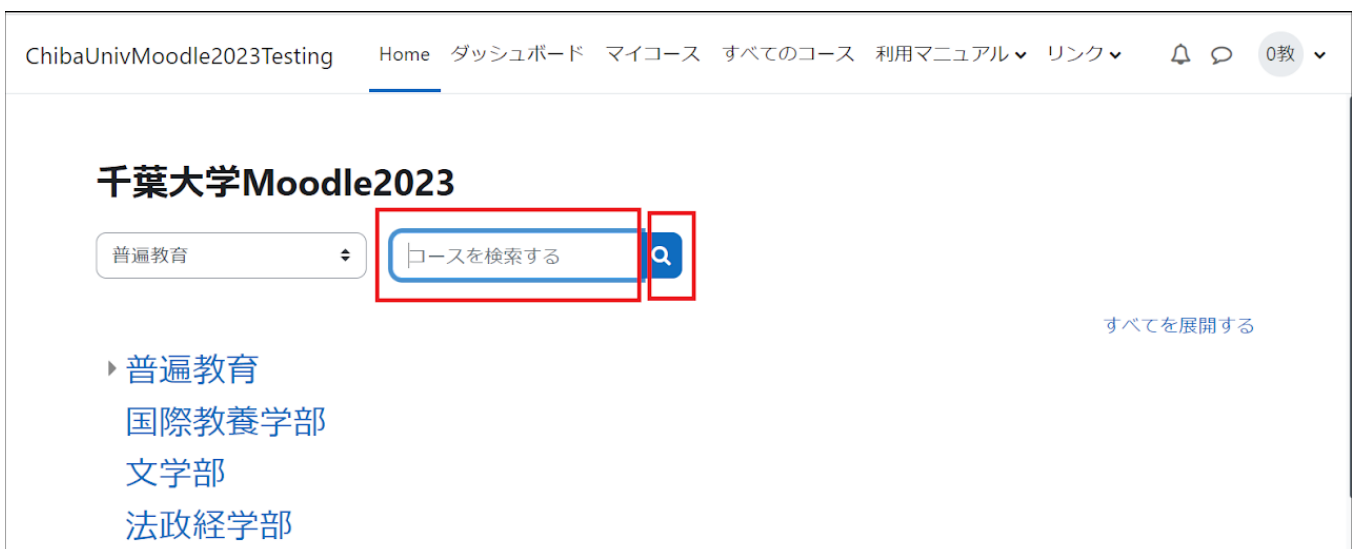 ChibaUnivMoodle2023Testing Home ダッシュボード マイコース すべてのコース 利用マニュアル リンク 0教
千葉大学Moodle2023
普遍教育 コースを検索する
すべてを展開する
普遍教育
国際教養学部
文学部
法政経学部